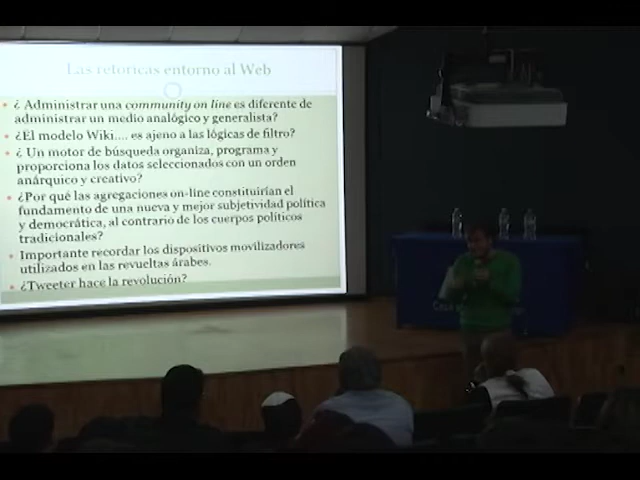 Las retóricas entorno al Web
¿ Administrar una community on line es diferente de
administrar un medio analógico y generalista?
¿El modelo Wiki.... es ajeno a las lógicas de filtro?
¿ Un motor de búsqueda organiza, programa y
proporciona los datos seleccionados con un orden
anárquico y creativo?
¿Por qué las agregaciones on-line constituirían el
fundamento de una nueva y mejor subjetividad política
y democrática, al contrario de los cuerpos políticos
tradicionales?
Importante recordar los dispositivos movilizadores
utilizados en las revueltas árabes.
¿Tweeter hace la revolución?